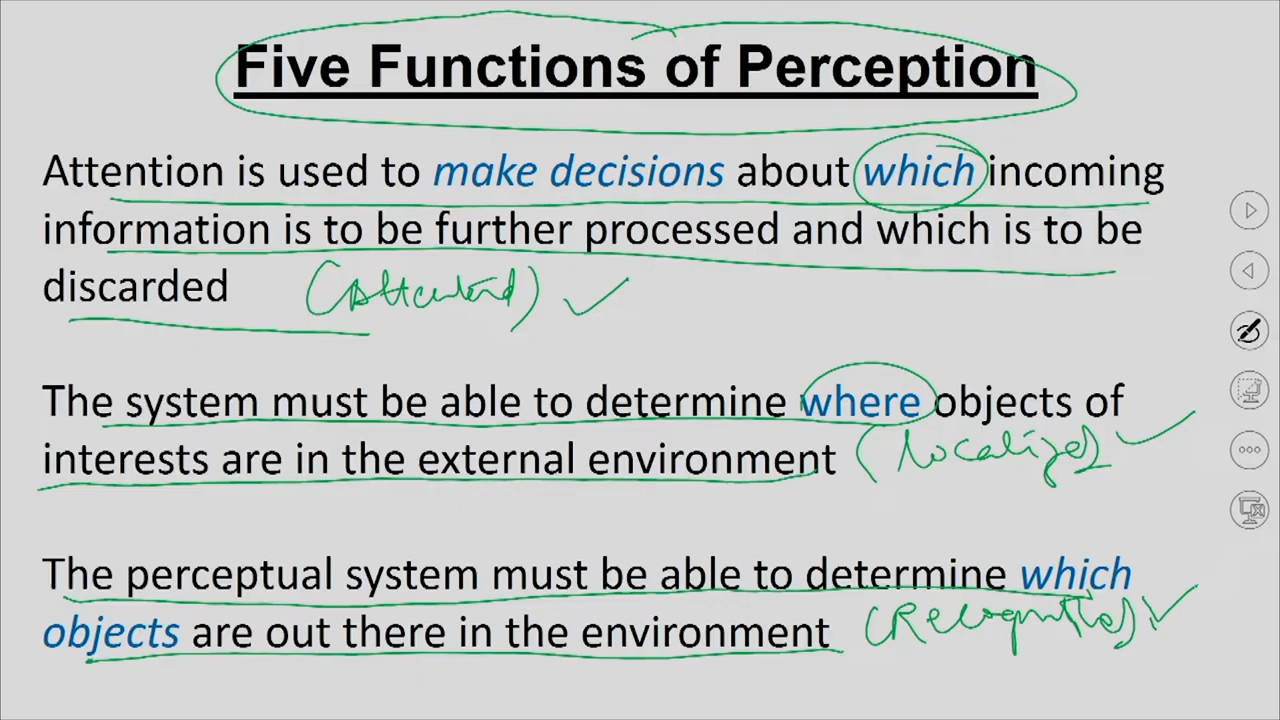 Five Functions of Perception
Attention is used to make decisions about which incoming
information is to be further processed and which is to be
discarded
The system must be able to determine where objects of
interests are in the external environment
The perceptual system must be able to determine which
objects are out there in the environment